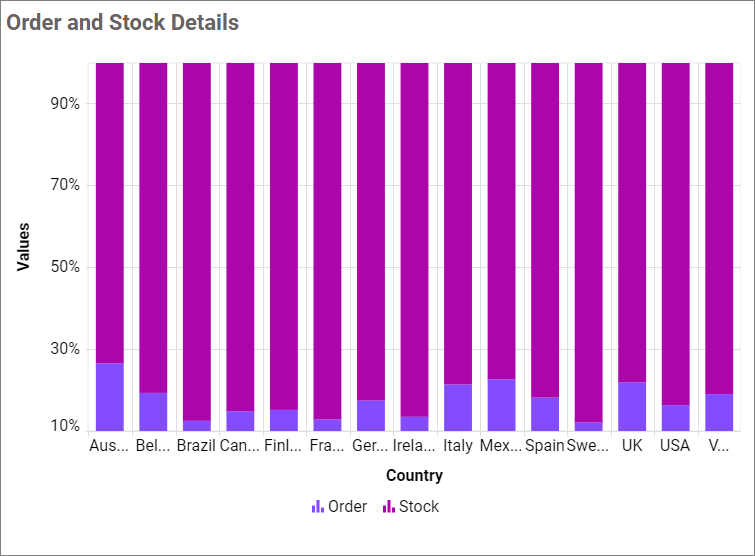 Order and Stock Details
90%
70%
50%
30%
10%
Values
Aus... Bel... Brazil Can... Finl... Fra... Ger... Irela... Italy Mex... Spain Swe... UK USA V...
Country
Order Stock